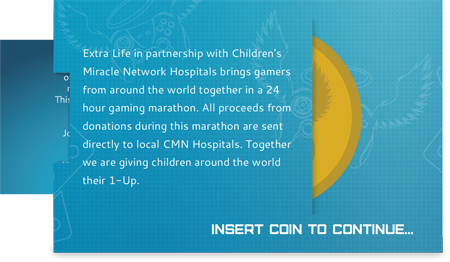 Extra Life in partnership with Children's
Miracle Network Hospitals brings gamers
from around the world together in a 24
hour gaming marathon. All proceeds from
donations during this marathon are sent
directly to local CMN Hospitals. Together
we are giving children around the world
their 1-Up.
This
INSERT COIN TO CONTINUE...